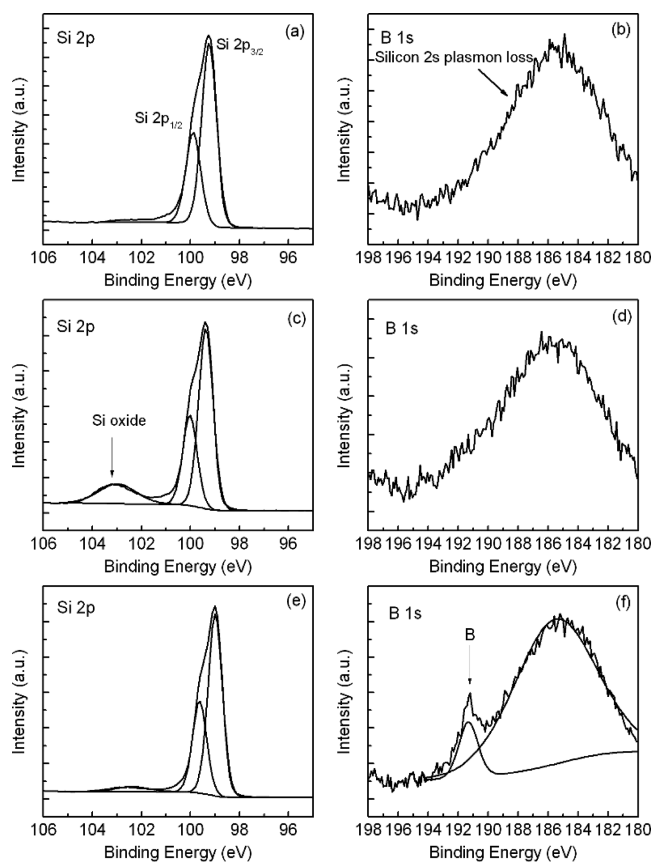 Si 2p
(a)
Si 2p3/2
Si 2p1/2
Intensity (a.u.)
106 104 102 100 98 96
Binding Energy (eV)
B 1s
(b)
Silicon 2s plasmon loss
Intensity (a.u.)
198 196 194 192 190 188 186 184 182 180
Binding Energy (eV)
Si 2p
(c)
Si oxide
Intensity (a.u.)
106 104 102 100 98 96
Binding Energy (eV)
B 1s
(d)
Intensity (a.u.)
198 196 194 192 190 188 186 184 182 180
Binding Energy (eV)
Si 2p
(e)
Intensity (a.u.)
106 104 102 100 98 96
Binding Energy (eV)
B 1s
(f)
B
Intensity (a.u.)
198 196 194 192 190 188 186 184 182 180
Binding Energy (eV)